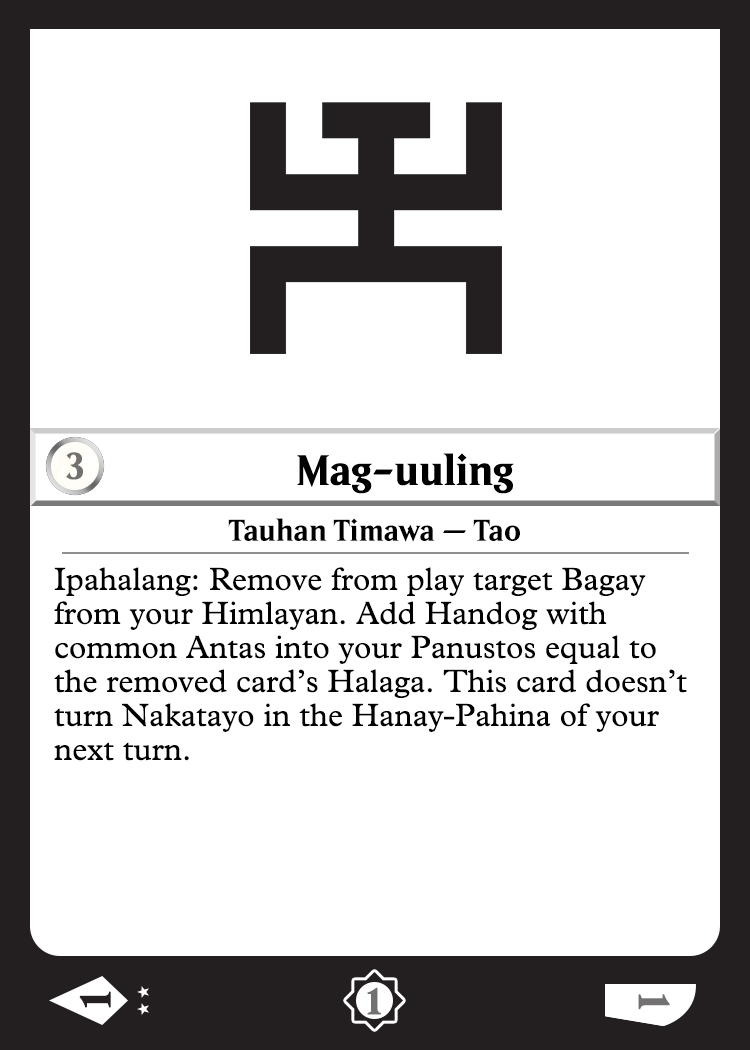 3
Mag-uuling
Tauhan Timawa — Tao
Ipahalang: Remove from play target Bagay
from your Himlayan. Add Handog with
common Antas into your Panustos equal to
the removed card’s Halaga. This card doesn’t
turn Nakatayo in the Hanay-Pahina of your
next turn.
1
1
1